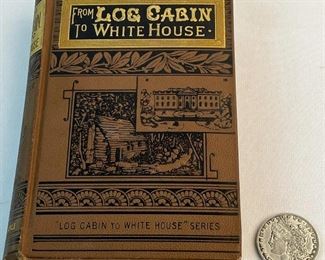 FROM LOG CABIN
TO WHITE HOUSE.
"LOG CABIN TO WHITE HOUSE" SERIES